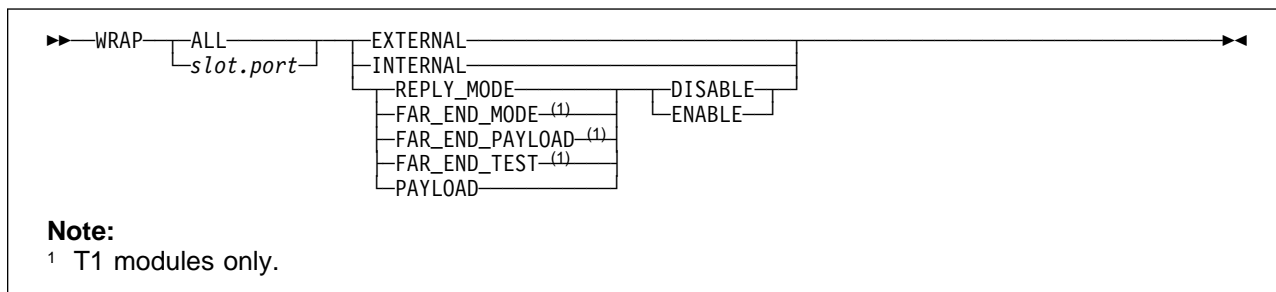 WRAP ALL EXTERNAL
slot.port INTERNAL
REPLY_MODE DISABLE
FAR_END_MODE (1) ENABLE
FAR_END_PAYLOAD (1)
FAR_END_TEST (1)
PAYLOAD
Note:
1 T1 modules only.